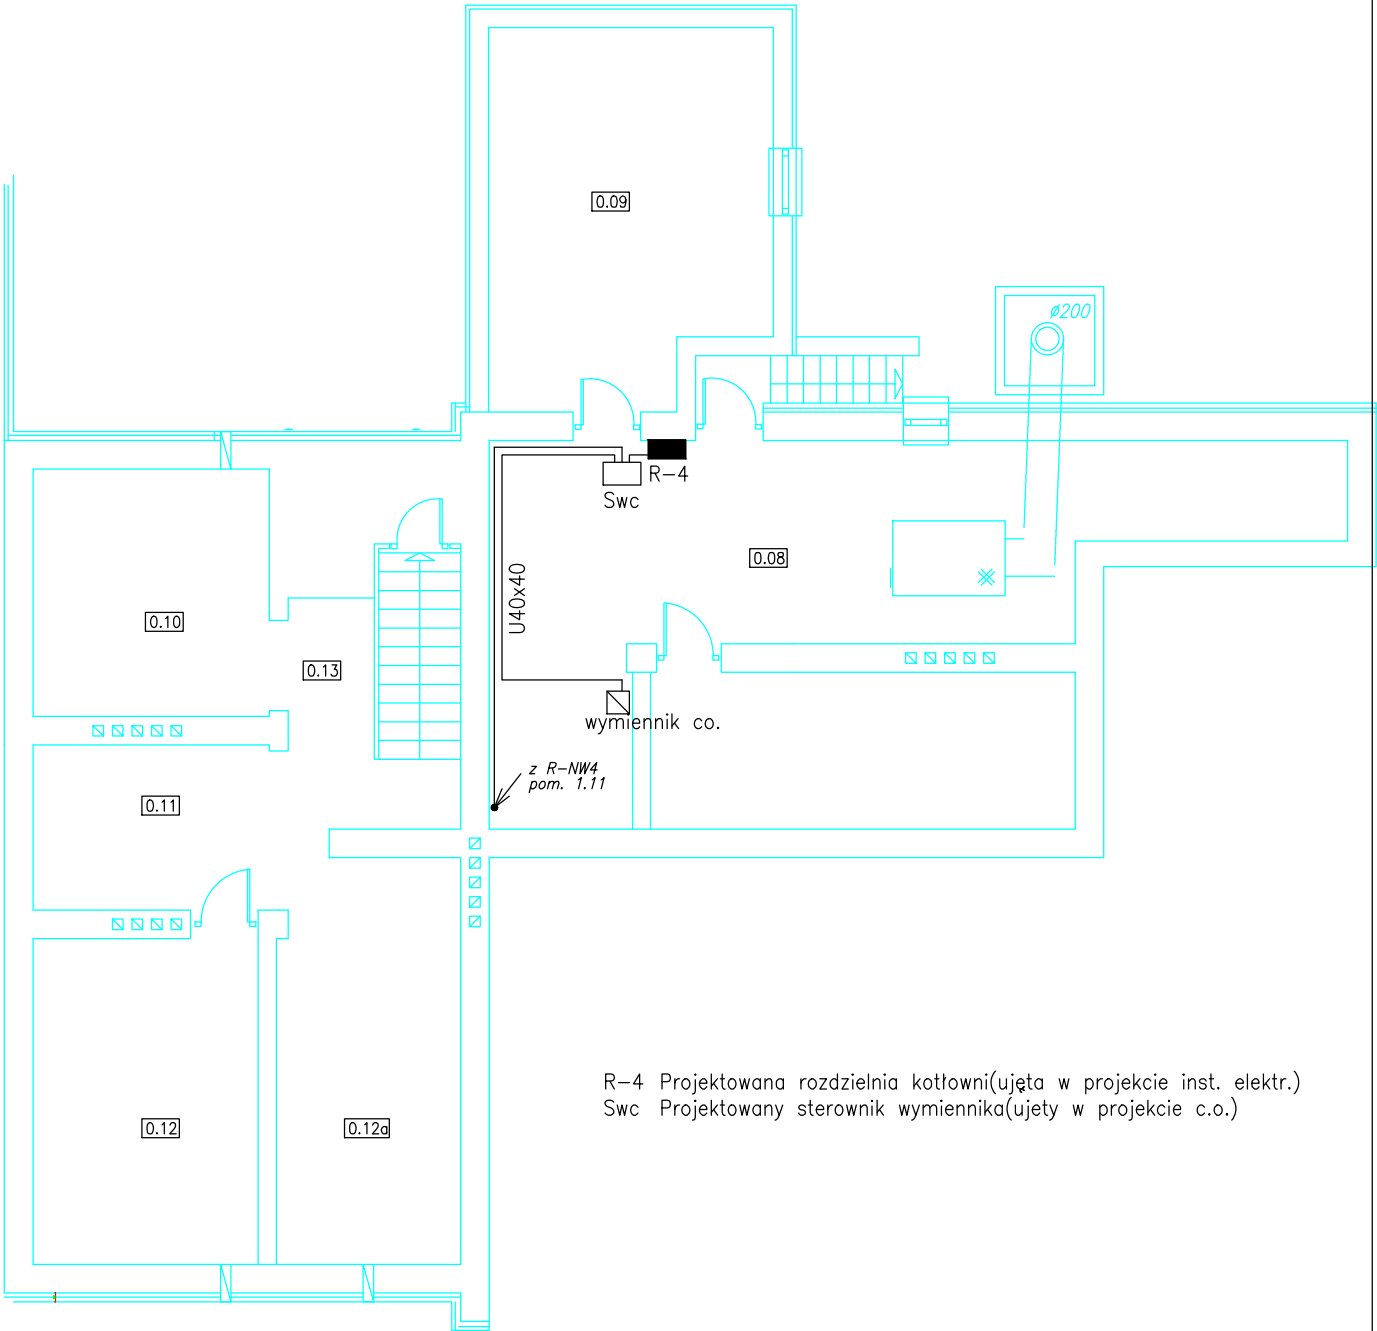 0.09
ø200
R-4
Swc
0.08
U40x40
0.10
0.13
wymiennik co.
z R-NW4
pom. 1.11
0.11
R-4 Projektowana rozdzielnia kotłowni(ujęta w projekcie inst. elektr.)
Swc Projektowany sterownik wymiennika(ujety w projekcie c.o.)
0.12
0.12a